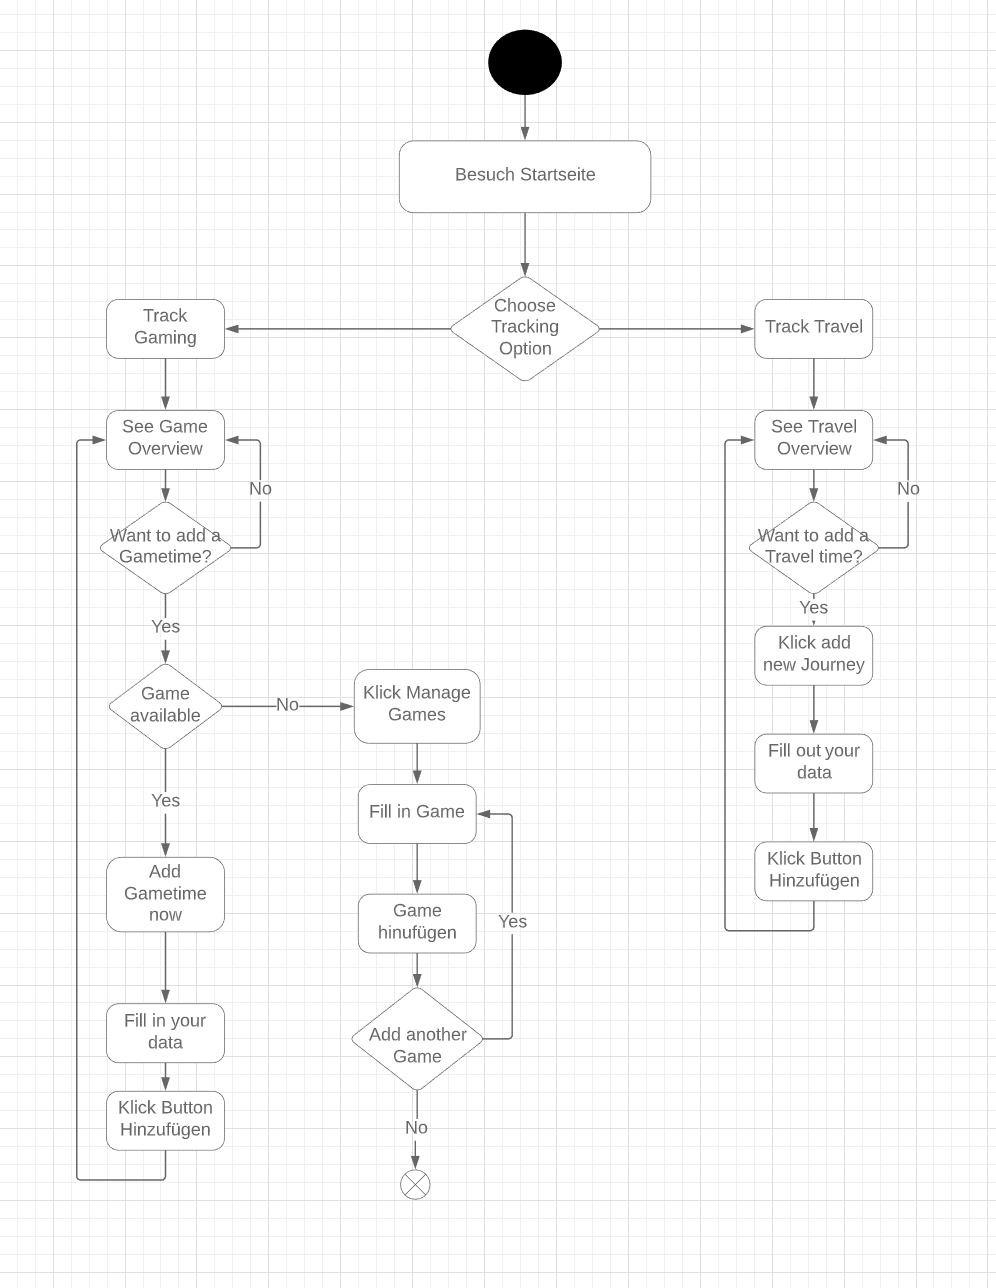 Besuch Startseite
Choose
Tracking
Option
Track
Gaming
Track Travel
See Game
Overview
No
Want to add a
Gametime?
Yes
Game
available
No
Yes
Add
Gametime
now
Fill in your
data
Klick Button
Hinzufügen
Klick Manage
Games
Fill in Game
Game
hinufügen
Yes
Add another
Game
No
See Travel
Overview
No
Want to add a
Travel time?
Yes
Klick add
new Journey
Fill out your
data
Klick Button
Hinzufügen